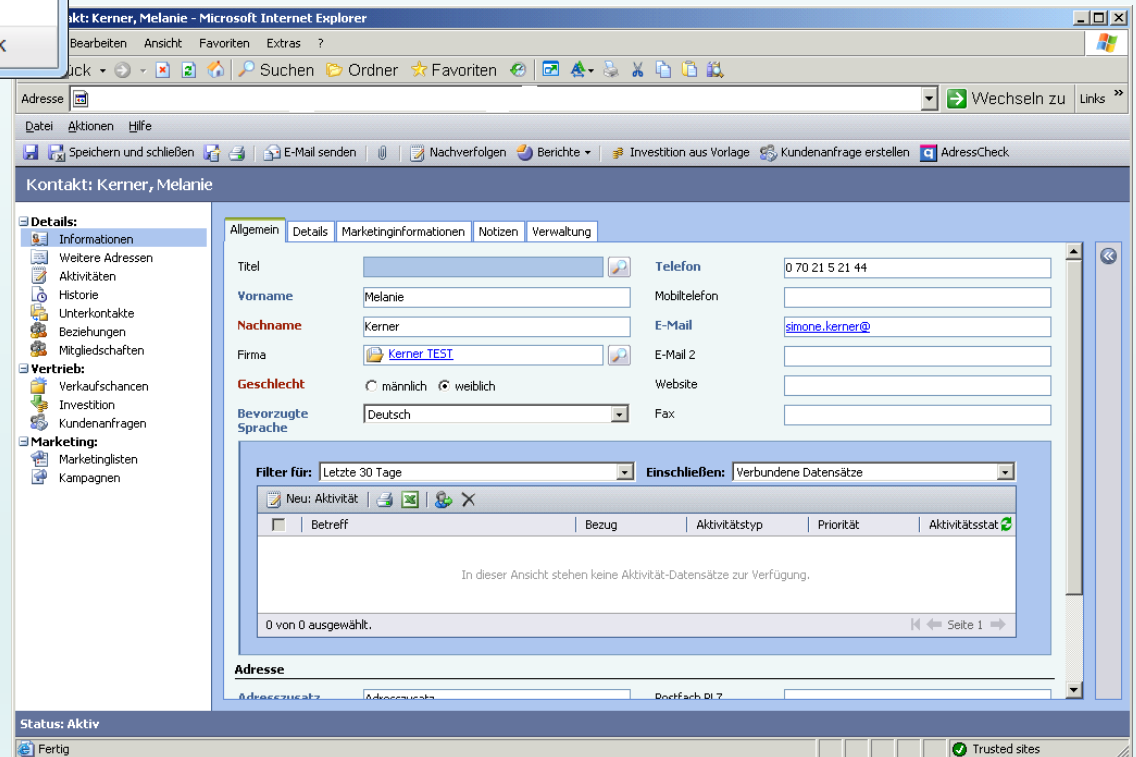 akt: Kerner, Melanie - Microsoft Internet Explorer
k
Bearbeiten Ansicht Favoriten Extras ?
ück Suchen Ordner Favoriten
Adresse Wechseln zu Links »
Datei Aktionen Hilfe
Speichern und schließen E-Mail senden Nachverfolgen Berichte Investition aus Vorlage Kundenanfrage erstellen AdressCheck
Kontakt: Kerner, Melanie
Details:
Informationen
Weitere Adressen
Aktivitäten
Historie
Unterkontakte
Beziehungen
Mitgliedschaften
Vertrieb:
Verkaufschancen
Investition
Kundenanfragen
Marketing:
Marketinglisten
Kampagnen
Allgemein Details Marketinginformationen Notizen Verwaltung
Titel Telefon 0 70 21 5 21 44
Vorname Melanie Mobiltelefon
Nachname Kerner E-Mail simone.kerner@
Firma Kerner TEST E-Mail 2
Geschlecht männlich weiblich Website
Bevorzugte Sprache Deutsch Fax
Filter für: Letzte 30 Tage Einschließen: Verbundene Datensätze
Neu: Aktivität
Betreff Bezug Aktivitätstyp Priorität Aktivitätsstat
In dieser Ansicht stehen keine Aktivität-Datensätze zur Verfügung.
0 von 0 ausgewählt. Seite 1
Adresse
Adresszusatz Adresszusatz Postfach PLZ
Status: Aktiv
Fertig Trusted sites